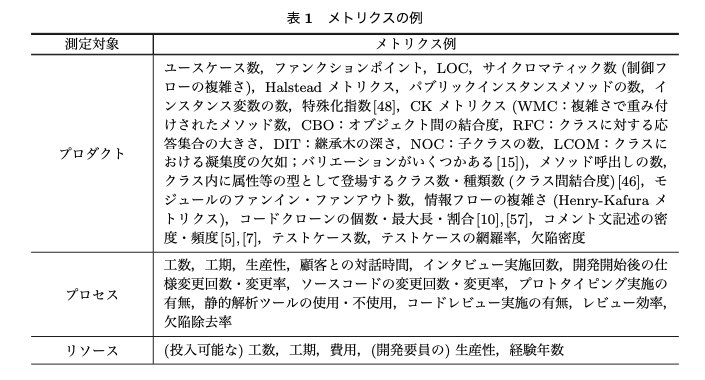 表 1　メトリクスの例
測定対象　メトリクス例
ユースケース数，ファンクションポイント，LOC，サイクロマティック数 (制御フ
ローの複雑さ)，Halstead メトリクス，パブリックインスタンスメソッドの数，イ
ンスタンス変数の数，特殊化指数[48]，CK メトリクス (WMC：複雑さで重み付
けされたメソッド数，CBO：オブジェクト間の結合度，RFC：クラスに対する応
答集合の大きさ，DIT：継承木の深さ，NOC：子クラスの数，LCOM：クラスに
プロダクト　おける凝集度の欠如；バリエーションがいくつかある[15])，メソッド呼出しの数，
クラス内に属性等の型として登場するクラス数・種類数 (クラス間結合度)[46]，モ
ジュールのファンイン・ファンアウト数，情報フローの複雑さ (Henry-Kafura メ
トリクス)，コードクローンの個数・最大長・割合[10],[57]，コメント文記述の密
度・頻度[5],[7]，テストケース数，テストケースの網羅率，欠陥密度
工数，工期，生産性，顧客との対話時間，インタビュー実施回数，開発開始後の仕
プロセス　様変更回数・変更率，ソースコードの変更回数・変更率，プロトタイピング実施の
有無，静的解析ツールの使用・不使用，コードレビュー実施の有無，レビュー効率，
欠陥除去率
リソース　(投入可能な) 工数，工期，費用，(開発要員の) 生産性，経験年数